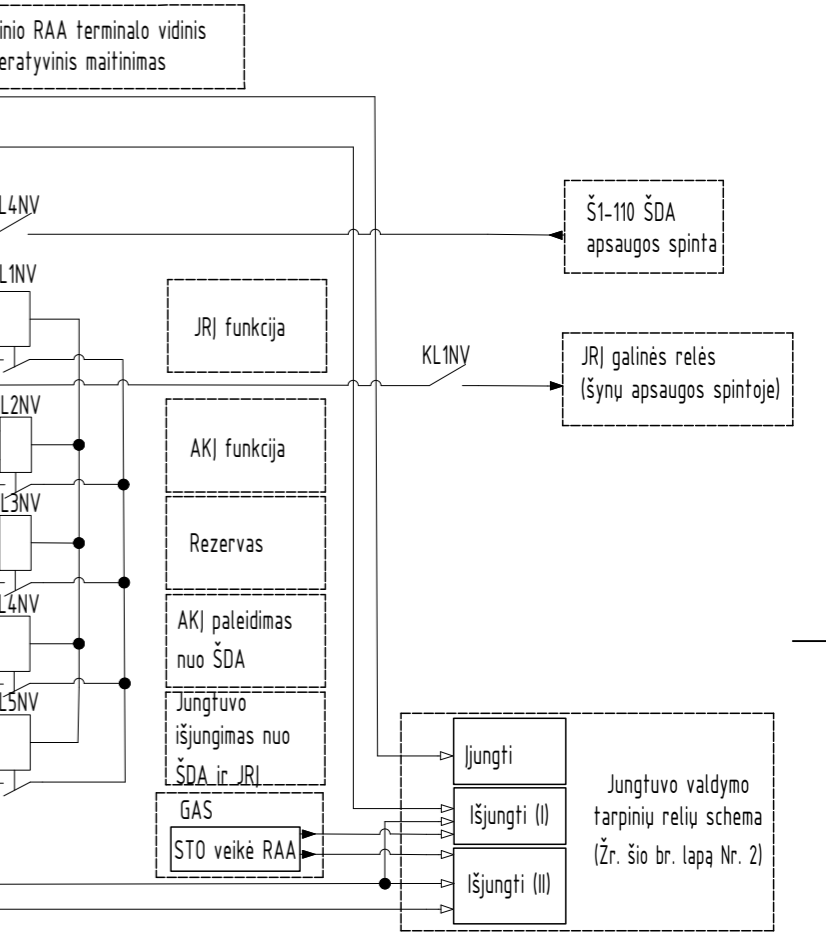 inio RAA terminalo vidinis
eratyvinis maitinimas
L4NV
Š1-110 ŠDA
apsaugos spinta
L1NV
JRĮ funkcija
KL1NV
JRĮ galinės relės
(šynų apsaugos spintoje)
L2NV
AKĮ funkcija
L3NV
Rezervas
L4NV
AKĮ paleidimas
nuo ŠDA
L5NV
Jungtuvo
išjungimas nuo
ŠDA ir JRĮ
GAS
STO veikė RAA
Įjungti
Išjungti (I)
Išjungti (II)
Jungtuvo valdymo
tarpinių relių schema
(Žr. šio br. lapą Nr. 2)